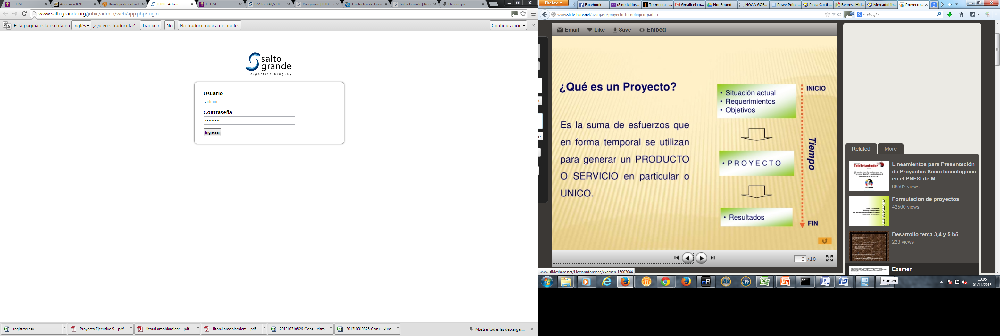 C.T.M
Acceso a K2B
Bandeja de entrad
JOBIC Admin
C.T.M
172.16.3.40/ott/
Programa | JOBIC
Traductor de Goo
Salto Grande | Rec
Descargas
www.saltogrande.org/jobic/admin/web/app.php/login
Esta página está escrita en inglés ¿Quieres traducirla? Traducir No No traducir nunca del inglés Configuración
salto
grande
Argentina-Uruguay
Usuario
admin
Contraseña
•••••••••
Ingresar
registros.csv
Proyecto Ejecutivo S....pdf
litoral amoblamient....pdf
litoral amoblamient....pdf
201310310826_Cons....xlsm
201310310825_Cons....xlsm
Mostrar todas las descargas...
Firefox
Facebook
(2 no leídos...
Tormenta - ...
Gmail: el co...
Not Found
NOAA GOE...
PowerPoint ...
Pinza Cat 6 ...
Represa Hid...
MercadoLib...
Proyecto...
www.slideshare.net/avargaso/proyecto-tecnologico-parte-i
Google
Email Like Save Embed
¿Qué es un Proyecto?
Es la suma de esfuerzos que
en forma temporal se utilizan
para generar un PRODUCTO
O SERVICIO en particular o
UNICO.
• Situación actual
• Requerimientos
• Objetivos
• P R O Y E C T O
• Resultados
INICIO
Tiempo
FIN
3 /10
Related More
TeleTriunfador
Lineamientos para Presentación
de Proyectos SocioTecnológicos
en el PNFSI de M...
66502 views
Formulacion de proyectos
42500 views
Desarrollo tema 3,4 y 5 b5
223 views
Examen
www.slideshare.net/Hersannfonseca/examen-15003044
Examen
13:05
01/11/2013